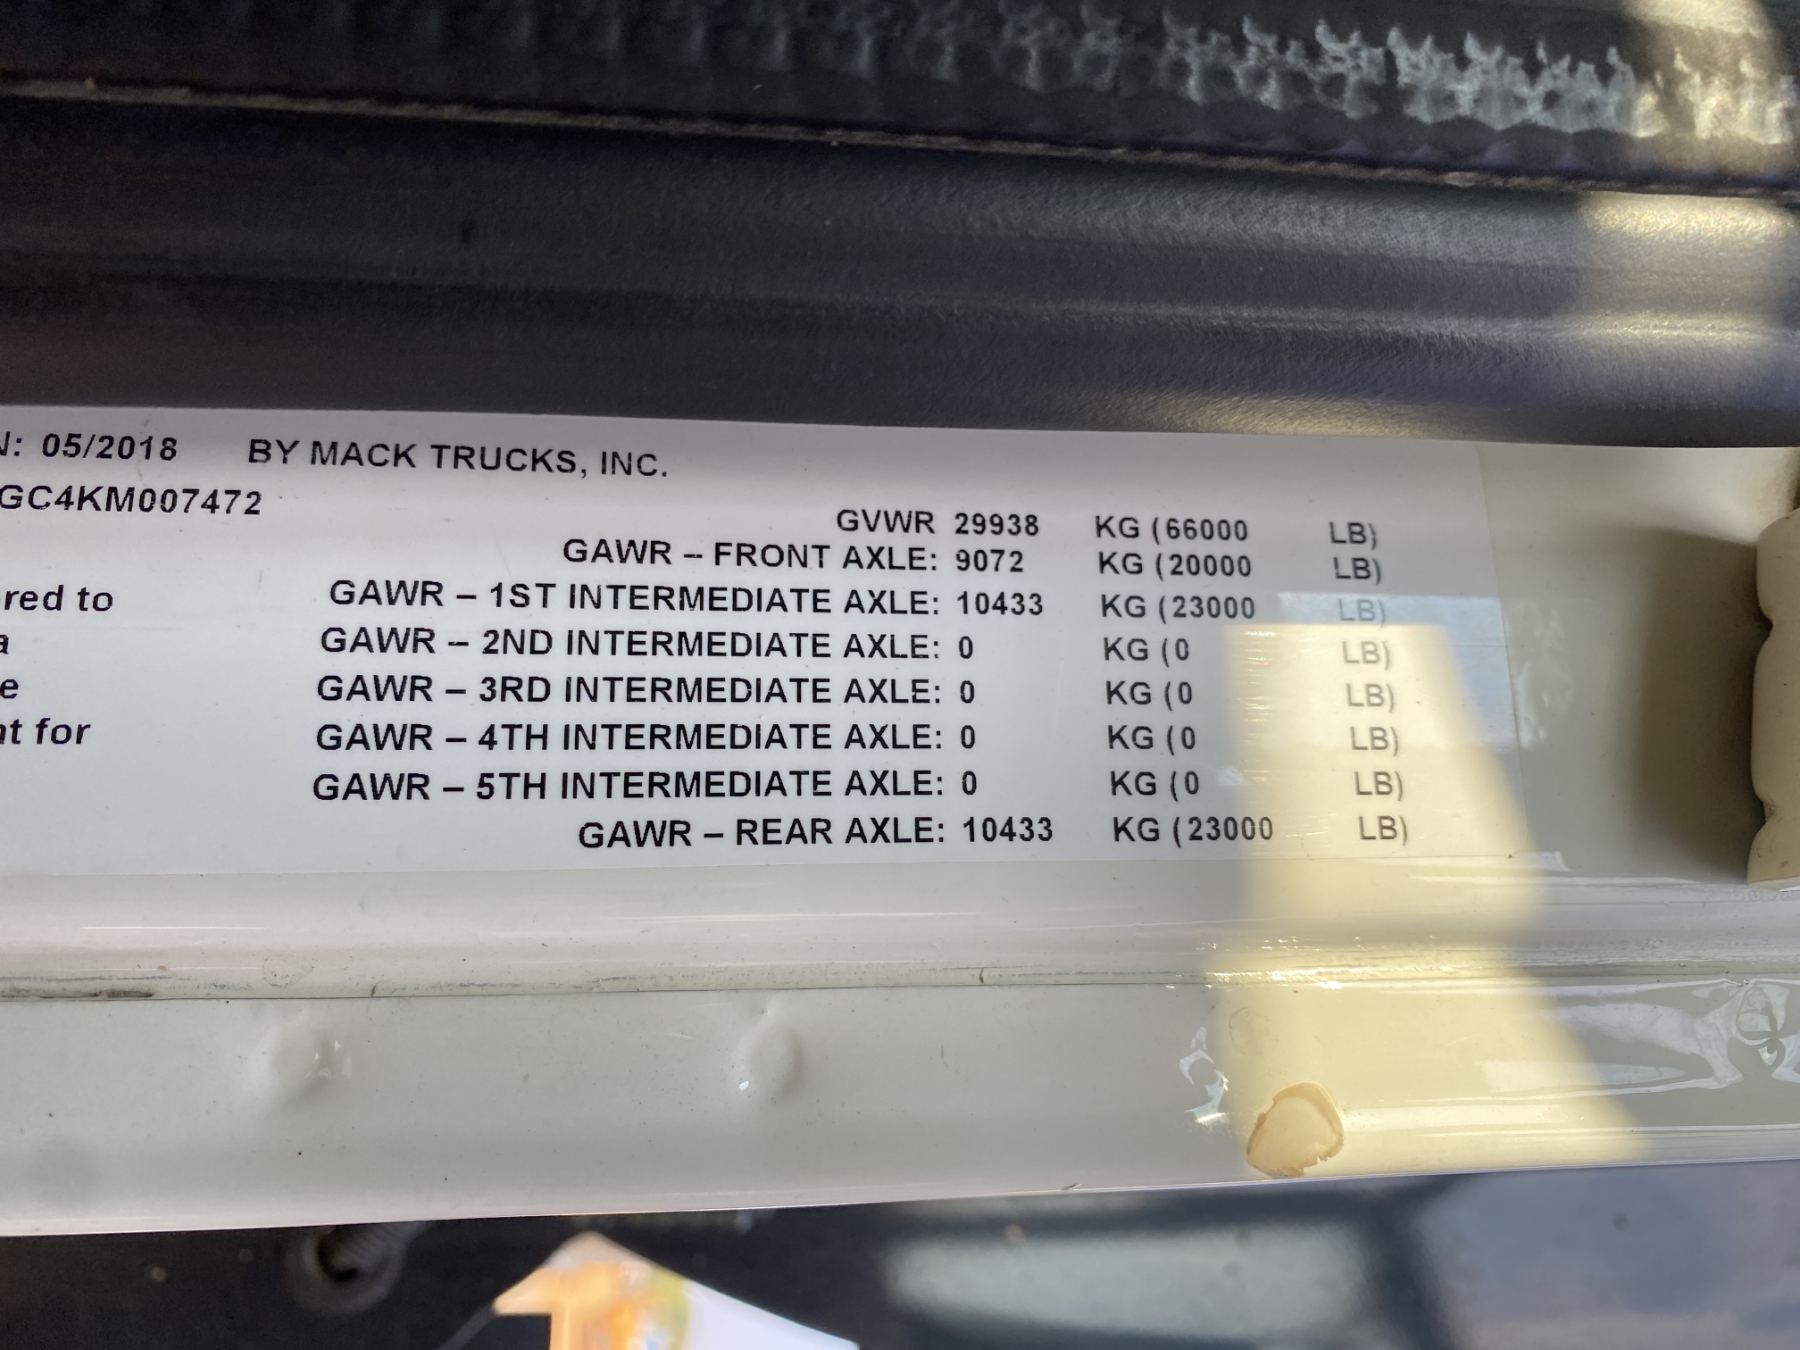 N: 05/2018 BY MACK TRUCKS, INC.
GC4KM007472
GVWR 29938 KG (66000 LB)
GAWR – FRONT AXLE: 9072 KG (20000 LB)
red to GAWR – 1ST INTERMEDIATE AXLE: 10433 KG (23000 LB)
a GAWR – 2ND INTERMEDIATE AXLE: 0 KG (0 LB)
e GAWR – 3RD INTERMEDIATE AXLE: 0 KG (0 LB)
nt for GAWR – 4TH INTERMEDIATE AXLE: 0 KG (0 LB)
GAWR – 5TH INTERMEDIATE AXLE: 0 KG (0 LB)
GAWR – REAR AXLE: 10433 KG (23000 LB)